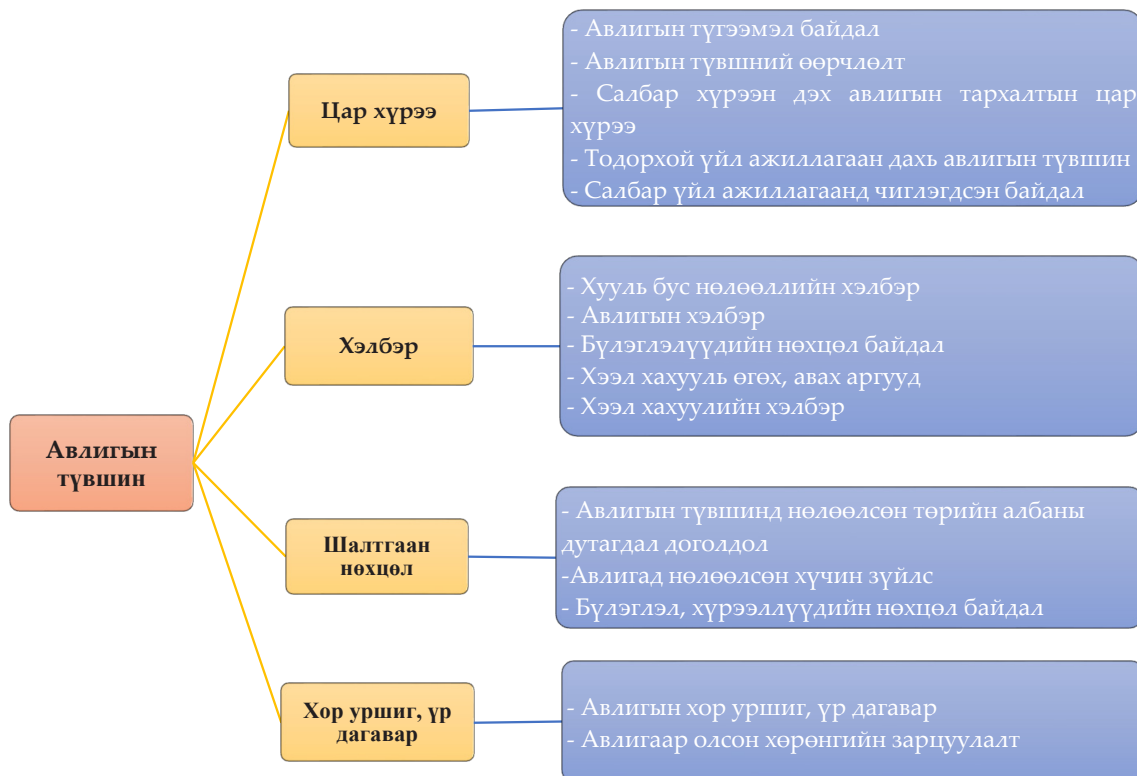 Авлигын
түвшин
Цар хүрээ
- Авлигын түгээмэл байдал
- Авлигын түвшний өөрчлөлт
- Салбар хүрээн дэх авлигын тархалтын цар
хүрээ
- Тодорхой үйл ажиллагаан дахь авлигын түвшин
- Салбар үйл ажиллагаанд чиглэгдсэн байдал
Хэлбэр
- Хууль бус нөлөөллийн хэлбэр
- Авлигын хэлбэр
- Бүлэглэлүүдийн нөхцөл байдал
- Хээл хахууль өгөх, авах аргууд
- Хээл хахуулийн хэлбэр
Шалтгаан
нөхцөл
- Авлигын түвшинд нөлөөлсөн төрийн албаны
дутагдал доголдол
-Авлигад нөлөөлсөн хүчин зүйлс
- Бүлэглэл, хүрээллүүдийн нөхцөл байдал
Хор уршиг, үр
дагавар
- Авлигын хор уршиг, үр дагавар
- Авлигаар олсон хөрөнгийн зарцуулалт